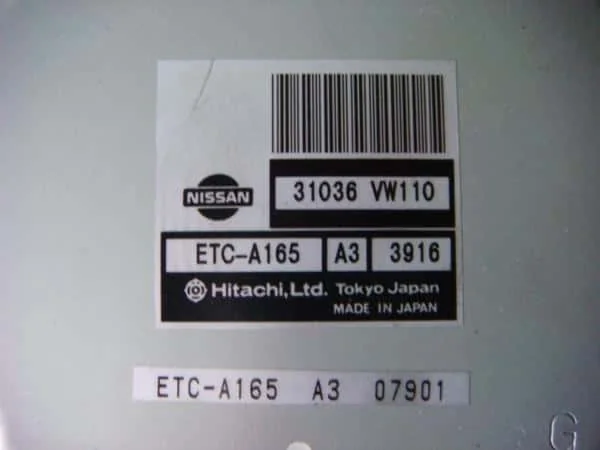 NISSAN
31036 VW110
ETC-A165 A3 3916
Hitachi, Ltd. Tokyo Japan
MADE IN JAPAN
ETC-A165 A3 07901
G